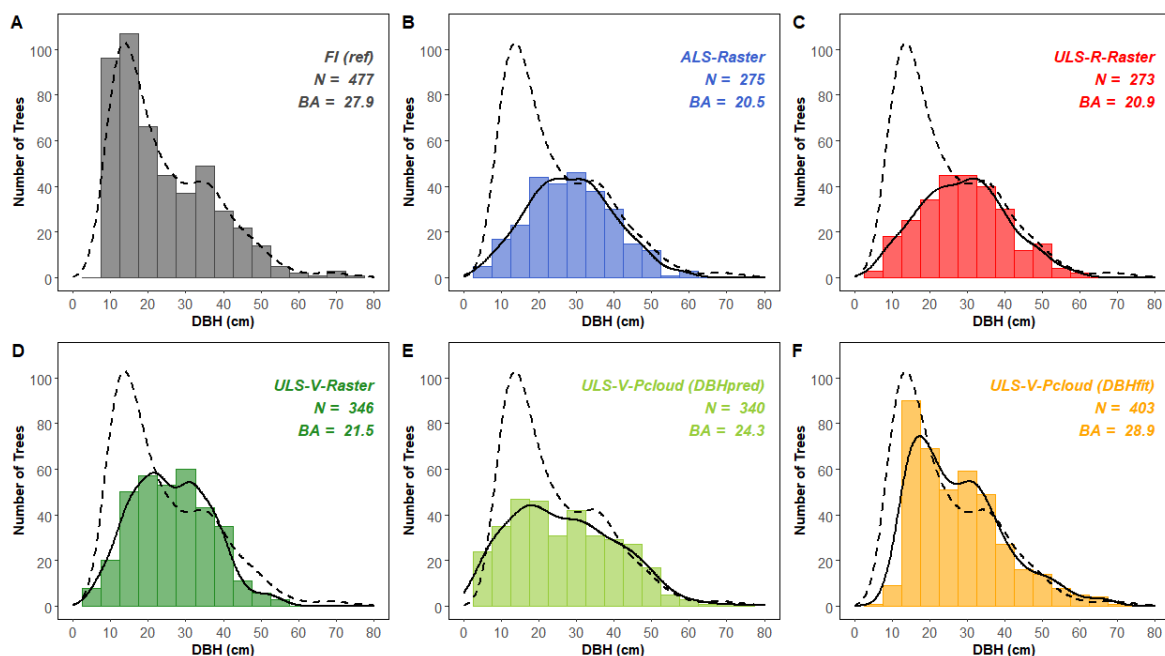 A
FI (ref)
N = 477
BA = 27.9
Number of Trees
100
80
60
40
20
0
0 10 20 30 40 50 60 70 80
DBH (cm)
B
ALS-Raster
N = 275
BA = 20.5
Number of Trees
100
80
60
40
20
0
0 10 20 30 40 50 60 70 80
DBH (cm)
C
ULS-R-Raster
N = 273
BA = 20.9
Number of Trees
100
80
60
40
20
0
0 10 20 30 40 50 60 70 80
DBH (cm)
D
ULS-V-Raster
N = 346
BA = 21.5
Number of Trees
100
80
60
40
20
0
0 10 20 30 40 50 60 70 80
DBH (cm)
E
ULS-V-Pcloud (DBHpred)
N = 340
BA = 24.3
Number of Trees
100
80
60
40
20
0
0 10 20 30 40 50 60 70 80
DBH (cm)
F
ULS-V-Pcloud (DBHfit)
N = 403
BA = 28.9
Number of Trees
100
80
60
40
20
0
0 10 20 30 40 50 60 70 80
DBH (cm)